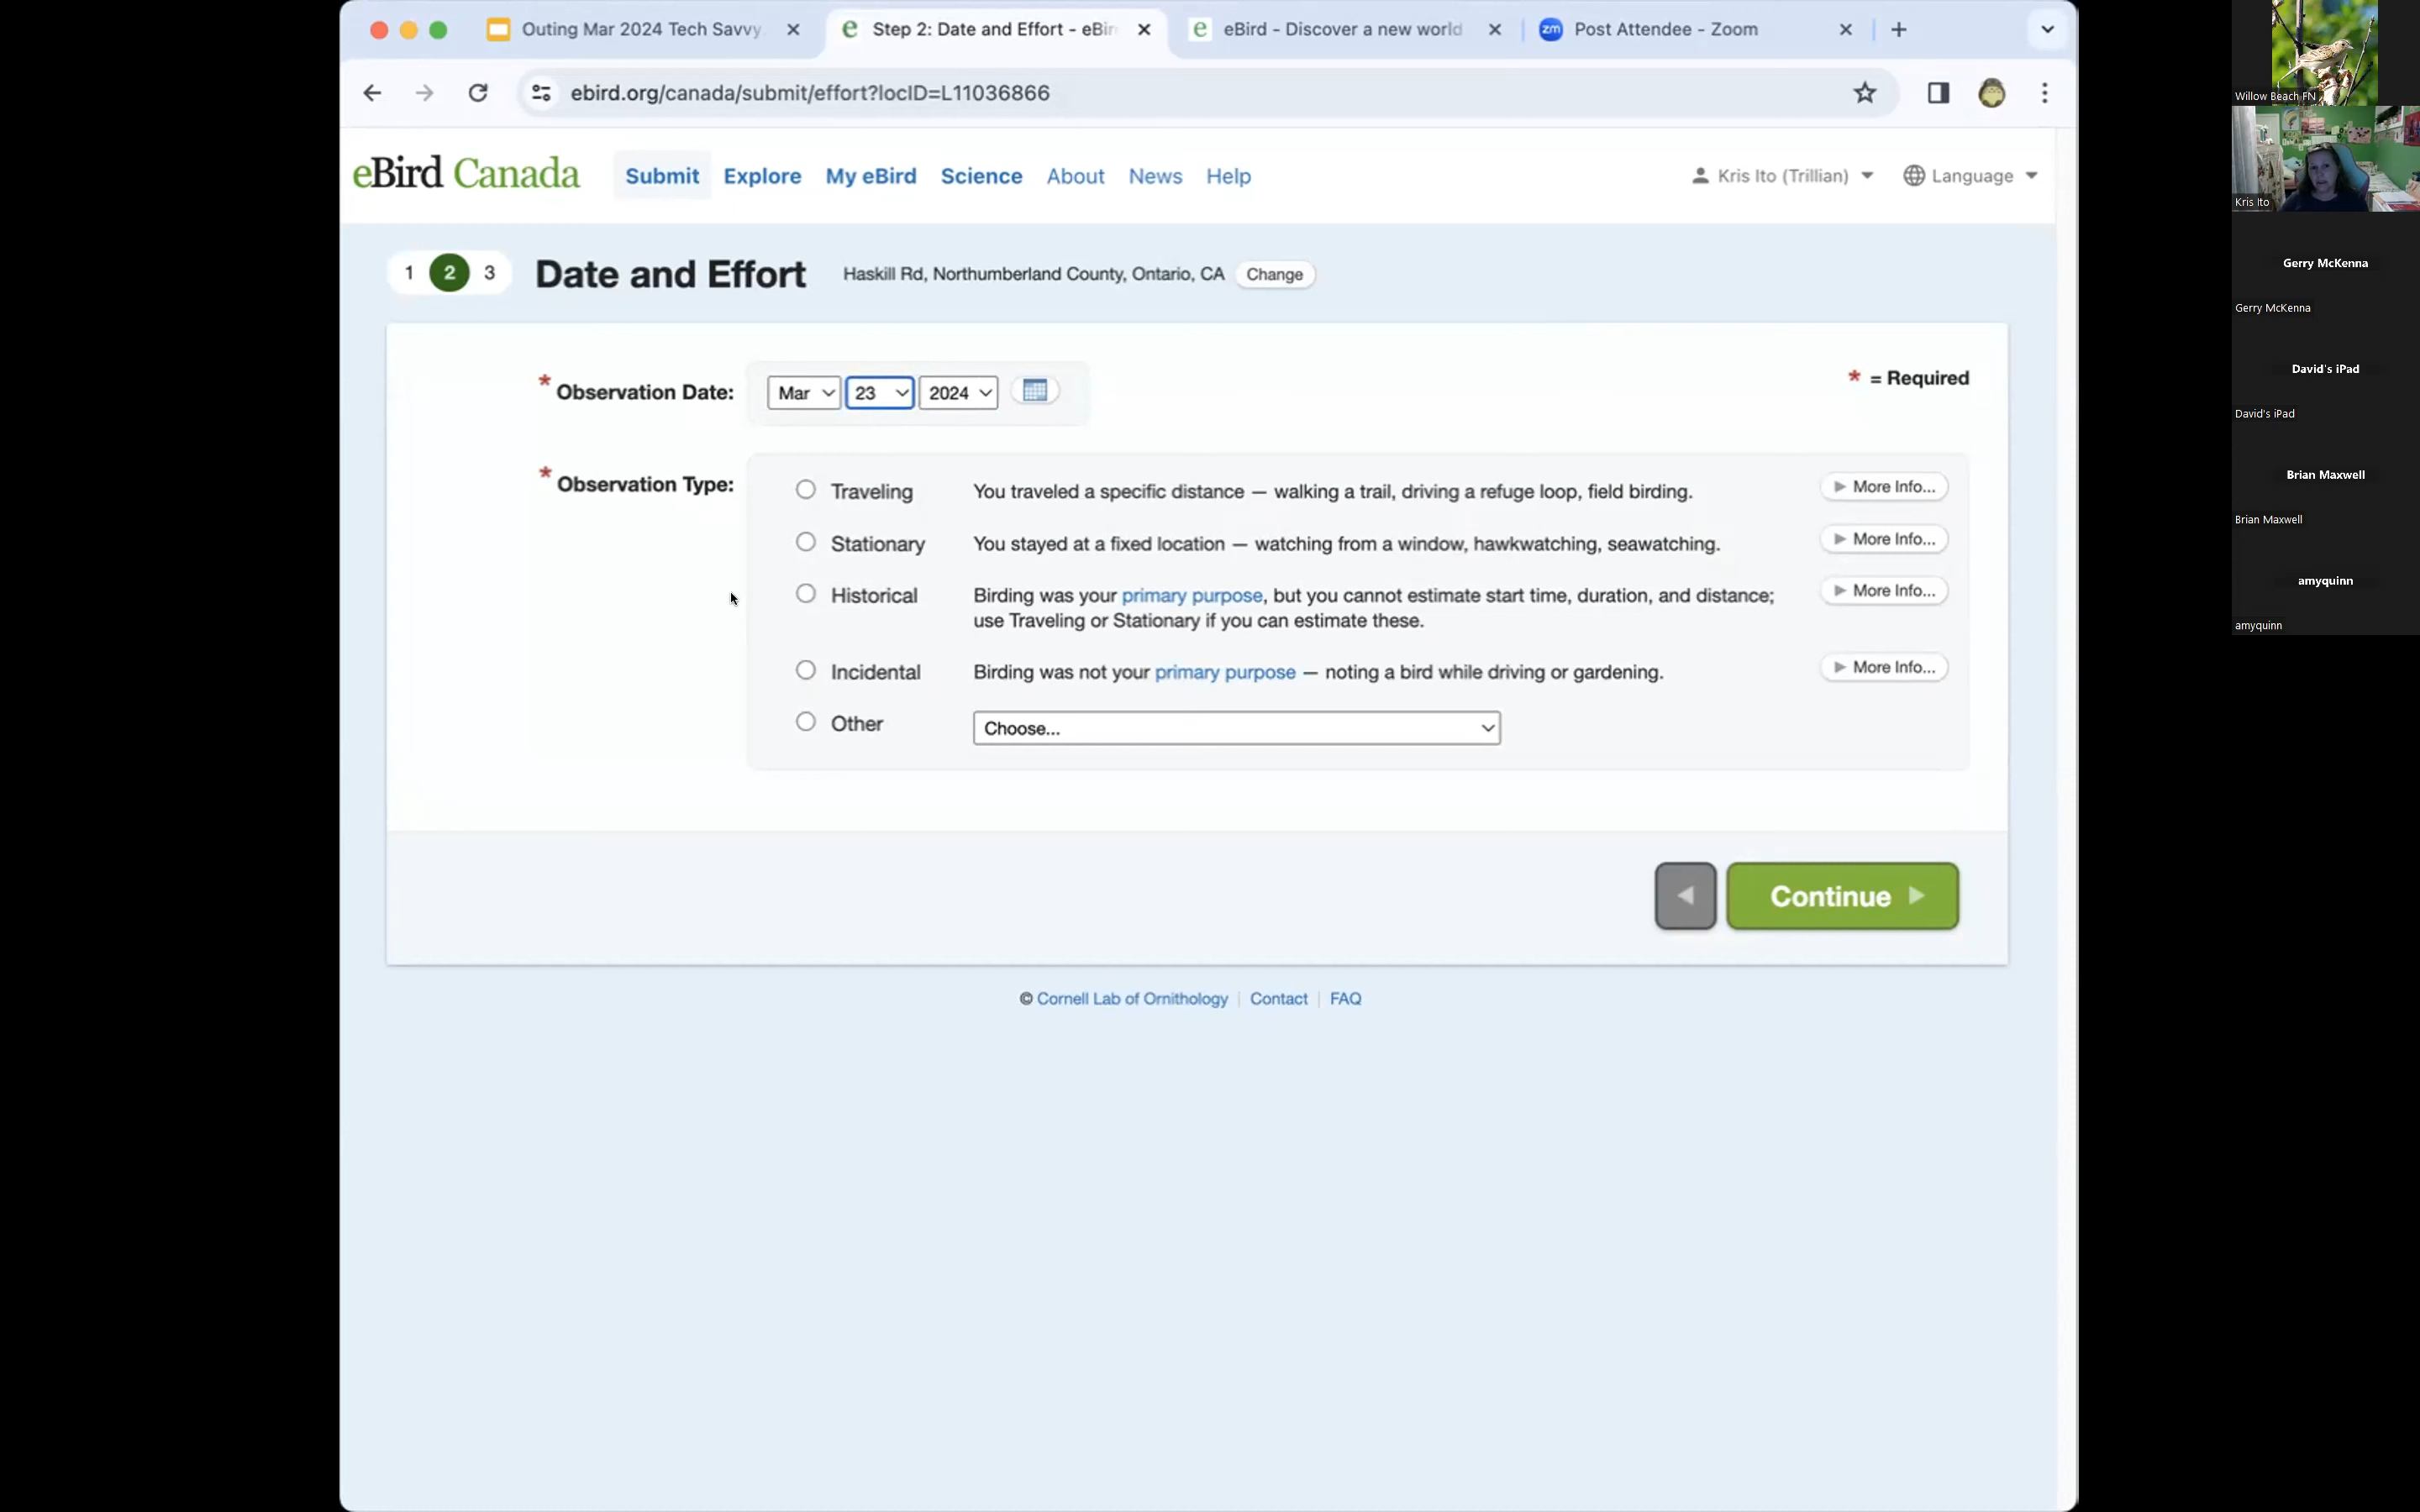 Outing Mar 2024 Tech Savvy
Step 2: Date and Effort - eBir
eBird - Discover a new world
zm Post Attendee - Zoom
ebird.org/canada/submit/effort?locID=L11036866
eBird Canada
Submit Explore My eBird Science About News Help
Kris Ito (Trillian)
Language
1 2 3 Date and Effort Haskill Rd, Northumberland County, Ontario, CA Change
* Observation Date: Mar 23 2024
* = Required
* Observation Type:
Traveling You traveled a specific distance — walking a trail, driving a refuge loop, field birding. More Info...
Stationary You stayed at a fixed location — watching from a window, hawkwatching, seawatching. More Info...
Historical Birding was your primary purpose, but you cannot estimate start time, duration, and distance; More Info...
use Traveling or Stationary if you can estimate these.
Incidental Birding was not your primary purpose — noting a bird while driving or gardening. More Info...
Other Choose...
Continue
© Cornell Lab of Ornithology | Contact | FAQ
Willow Beach FN
Kris Ito
Gerry McKenna
Gerry McKenna
David's iPad
David's iPad
Brian Maxwell
Brian Maxwell
amyquinn
amyquinn